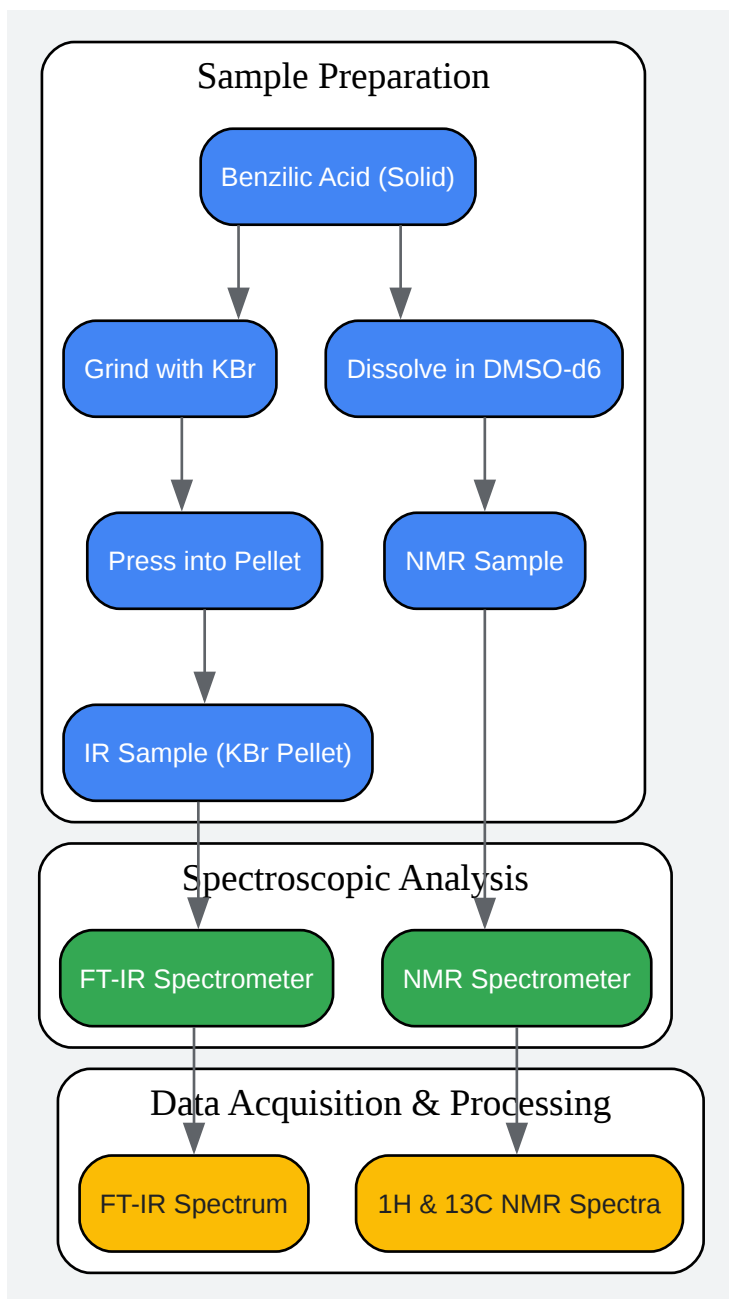 Sample Preparation
Benzilic Acid (Solid)
Grind with KBr
Dissolve in DMSO-d6
Press into Pellet
NMR Sample
IR Sample (KBr Pellet)
Spectroscopic Analysis
FT-IR Spectrometer
NMR Spectrometer
Data Acquisition & Processing
FT-IR Spectrum
1H & 13C NMR Spectra